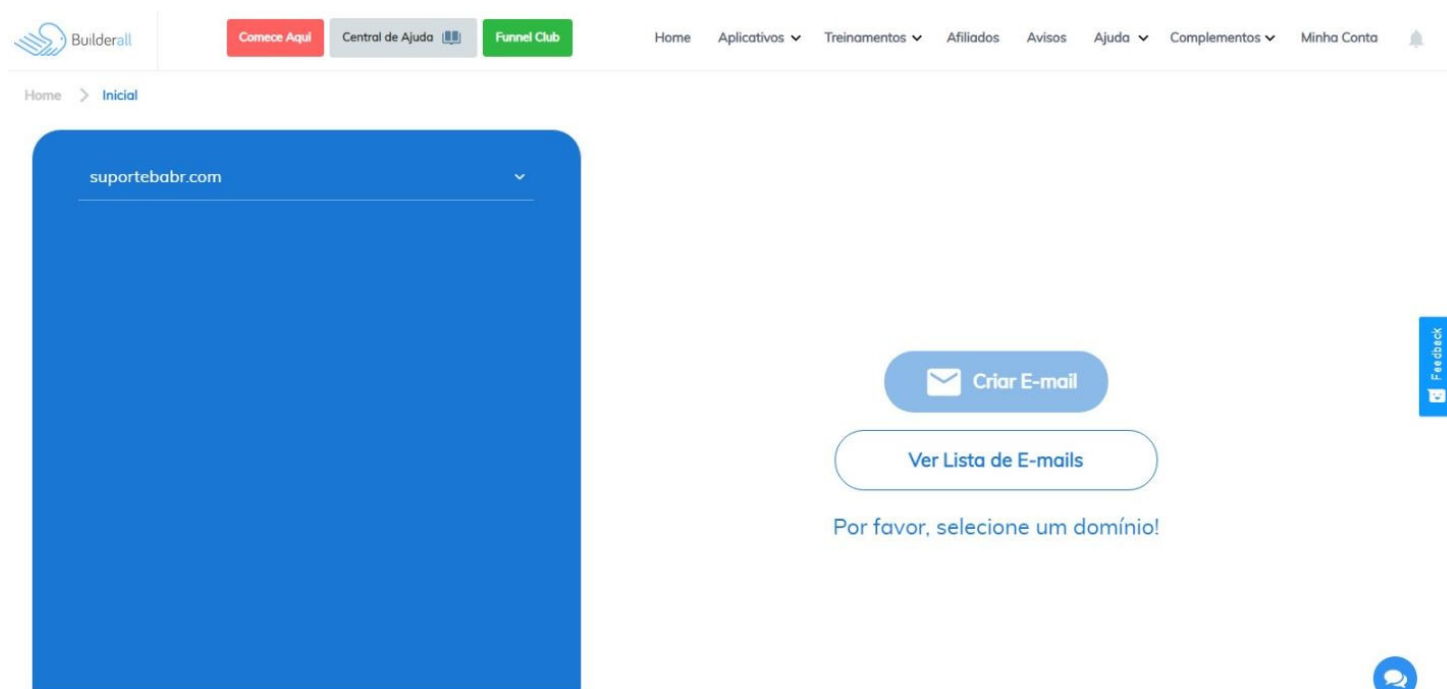 Builderall
Comece Aqui
Central de Ajuda
Funnel Club
Home
Aplicativos
Treinamentos
Afiliados
Avisos
Ajuda
Complementos
Minha Conta
Home > Inicial
suportebabr.com
Feedback
Criar E-mail
Ver Lista de E-mails
Por favor, selecione um domínio!